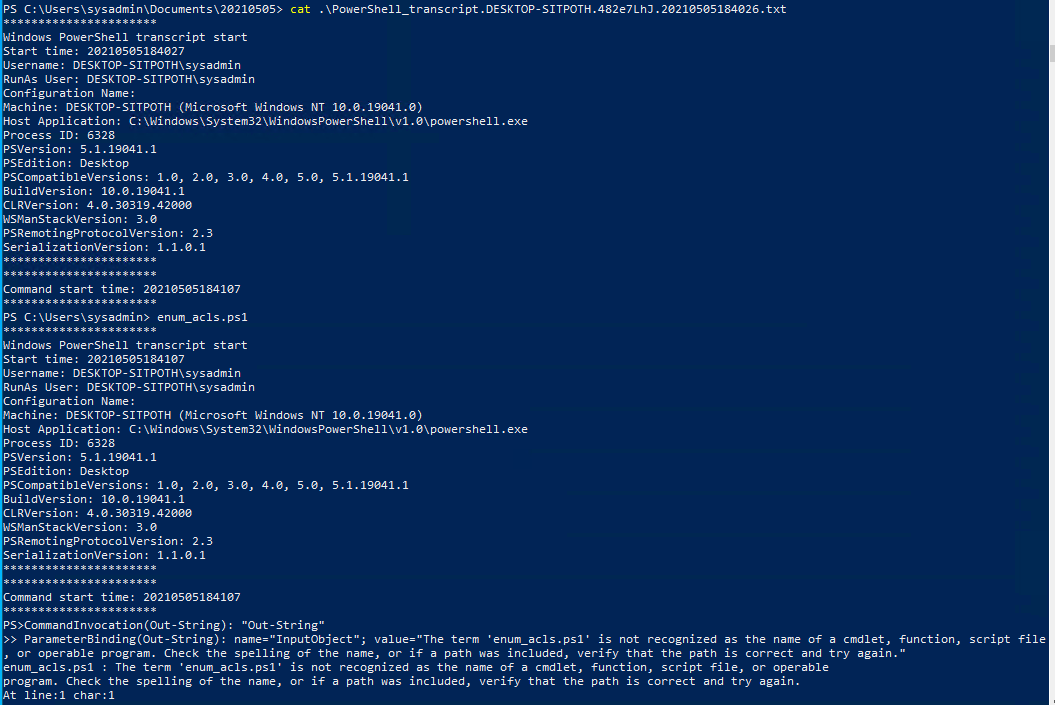 PS C:\Users\sysadmin\Documents\20210505> cat .\PowerShell_transcript.DESKTOP-SITPOTH.482e7LhJ.20210505184026.txt
**********************
Windows PowerShell transcript start
Start time: 20210505184027
Username: DESKTOP-SITPOTH\sysadmin
RunAs User: DESKTOP-SITPOTH\sysadmin
Configuration Name:
Machine: DESKTOP-SITPOTH (Microsoft Windows NT 10.0.19041.0)
Host Application: C:\Windows\System32\WindowsPowerShell\v1.0\powershell.exe
Process ID: 6328
PSVersion: 5.1.19041.1
PSEdition: Desktop
PSCompatibleVersions: 1.0, 2.0, 3.0, 4.0, 5.0, 5.1.19041.1
BuildVersion: 10.0.19041.1
CLRVersion: 4.0.30319.42000
WSManStackVersion: 3.0
PSRemotingProtocolVersion: 2.3
SerializationVersion: 1.1.0.1
**********************
**********************
Command start time: 20210505184107
**********************
PS C:\Users\sysadmin> enum_acls.ps1
**********************
Windows PowerShell transcript start
Start time: 20210505184107
Username: DESKTOP-SITPOTH\sysadmin
RunAs User: DESKTOP-SITPOTH\sysadmin
Configuration Name:
Machine: DESKTOP-SITPOTH (Microsoft Windows NT 10.0.19041.0)
Host Application: C:\Windows\System32\WindowsPowerShell\v1.0\powershell.exe
Process ID: 6328
PSVersion: 5.1.19041.1
PSEdition: Desktop
PSCompatibleVersions: 1.0, 2.0, 3.0, 4.0, 5.0, 5.1.19041.1
BuildVersion: 10.0.19041.1
CLRVersion: 4.0.30319.42000
WSManStackVersion: 3.0
PSRemotingProtocolVersion: 2.3
SerializationVersion: 1.1.0.1
**********************
**********************
Command start time: 20210505184107
**********************
PS>CommandInvocation(Out-String): "Out-String"
>> ParameterBinding(Out-String): name="InputObject"; value="The term 'enum_acls.ps1' is not recognized as the name of a cmdlet, function, script file
, or operable program. Check the spelling of the name, or if a path was included, verify that the path is correct and try again."
enum_acls.ps1 : The term 'enum_acls.ps1' is not recognized as the name of a cmdlet, function, script file, or operable
program. Check the spelling of the name, or if a path was included, verify that the path is correct and try again.
At line:1 char:1